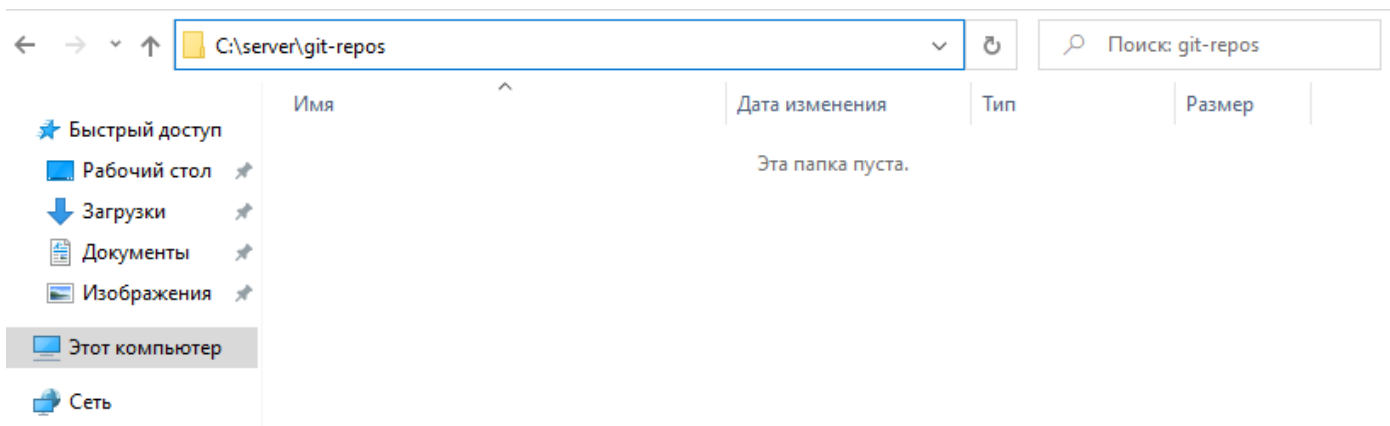 C:\server\git-repos
Поиск: git-repos
Имя
Дата изменения
Тип
Размер
Быстрый доступ
Рабочий стол
Загрузки
Документы
Изображения
Этот компьютер
Сеть
Эта папка пуста.